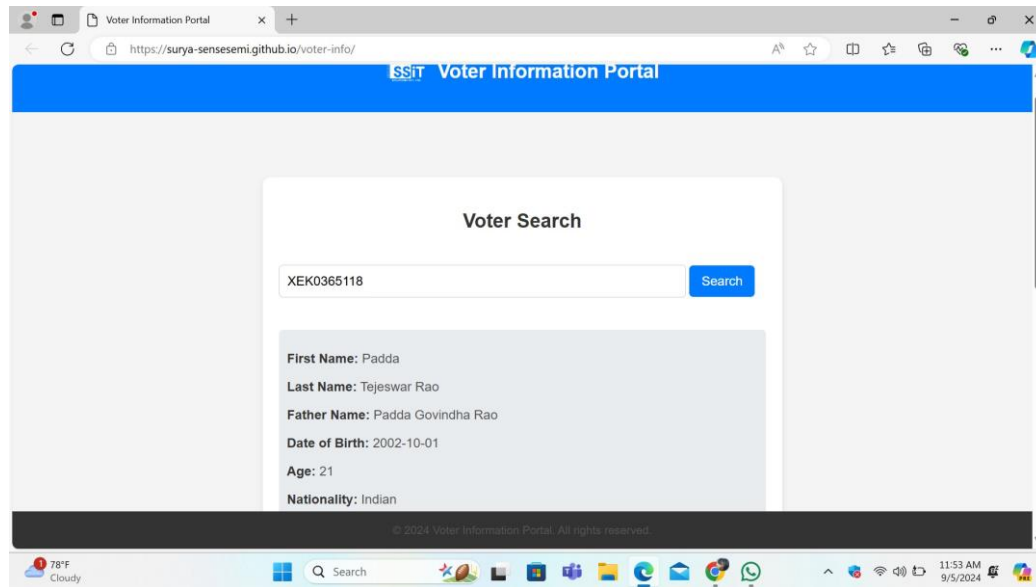 Voter Information Portal
https://surya-sensesemi.github.io/voter-info/
SSiT Voter Information Portal
Voter Search
XEK0365118 Search
First Name: Padda
Last Name: Tejeswar Rao
Father Name: Padda Govindha Rao
Date of Birth: 2002-10-01
Age: 21
Nationality: Indian
© 2024 Voter Information Portal. All rights reserved.
1 78°F
Cloudy
Search
11:53 AM
9/5/2024